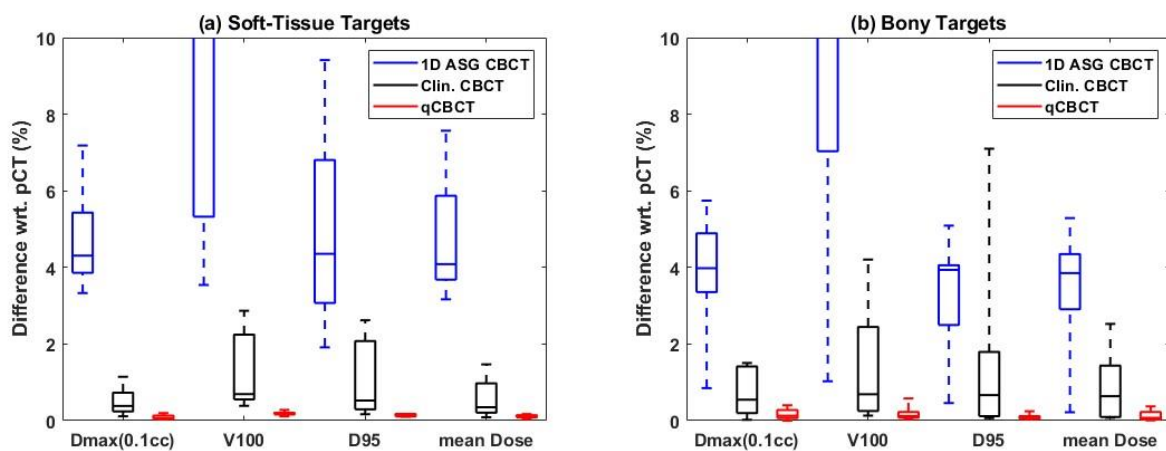 (a) Soft-Tissue Targets
Difference wrt. pCT (%)
10
8
6
4
2
0
1D ASG CBCT
Clin. CBCT
qCBCT
Dmax(0.1cc) V100 D95 mean Dose
(b) Bony Targets
Difference wrt. pCT (%)
10
8
6
4
2
0
1D ASG CBCT
Clin. CBCT
qCBCT
Dmax(0.1cc) V100 D95 mean Dose